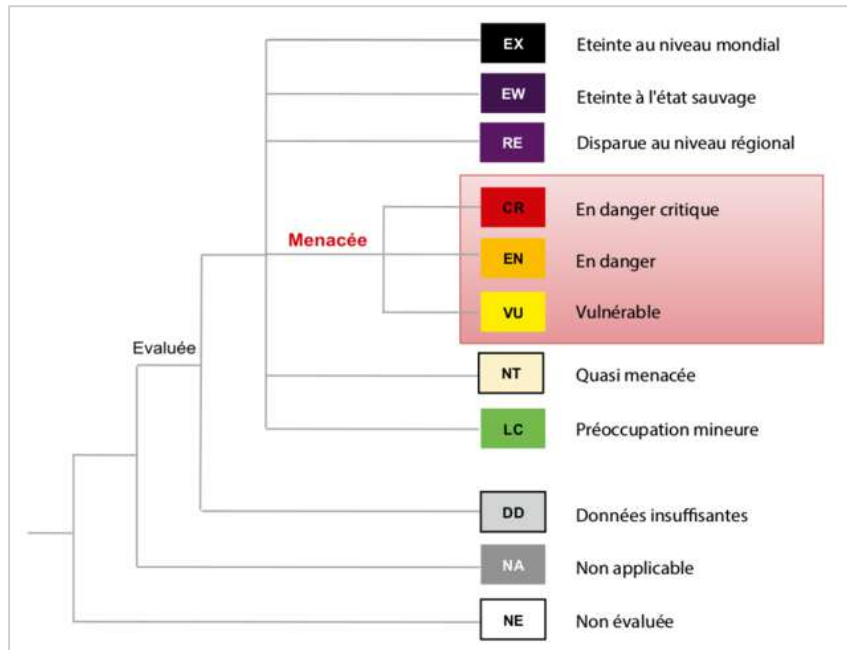 EX Eteinte au niveau mondial
EW Eteinte à l'état sauvage
RE Disparue au niveau régional
CR En danger critique
Menacée
EN En danger
VU Vulnérable
Evaluée
NT Quasi menacée
LC Préoccupation mineure
DD Données insuffisantes
NA Non applicable
NE Non évaluée